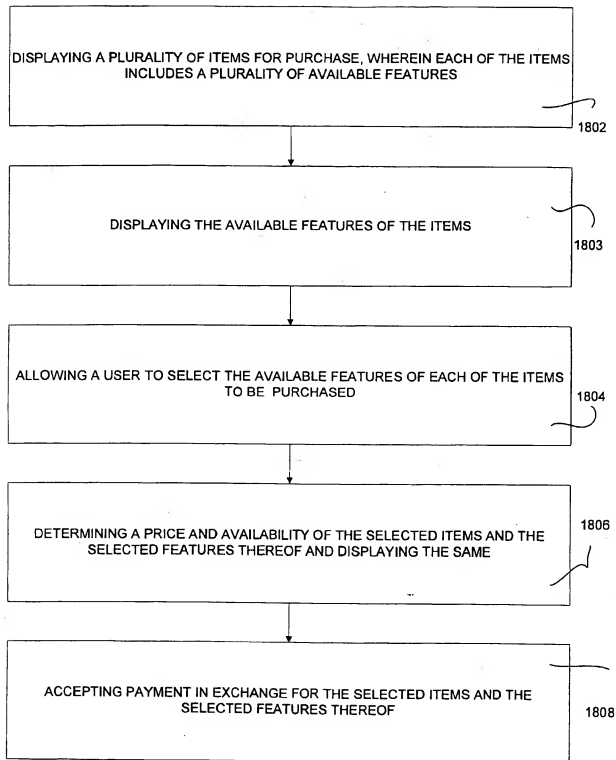 DISPLAYING A PLURALITY OF ITEMS FOR PURCHASE, WHEREIN EACH OF THE ITEMS
INCLUDES A PLURALITY OF AVAILABLE FEATURES
1802
DISPLAYING THE AVAILABLE FEATURES OF THE ITEMS
1803
ALLOWING A USER TO SELECT THE AVAILABLE FEATURES OF EACH OF THE ITEMS
TO BE PURCHASED
1804
DETERMINING A PRICE AND AVAILABILITY OF THE SELECTED ITEMS AND THE
SELECTED FEATURES THEREOF AND DISPLAYING THE SAME
1806
ACCEPTING PAYMENT IN EXCHANGE FOR THE SELECTED ITEMS AND THE
SELECTED FEATURES THEREOF
1808